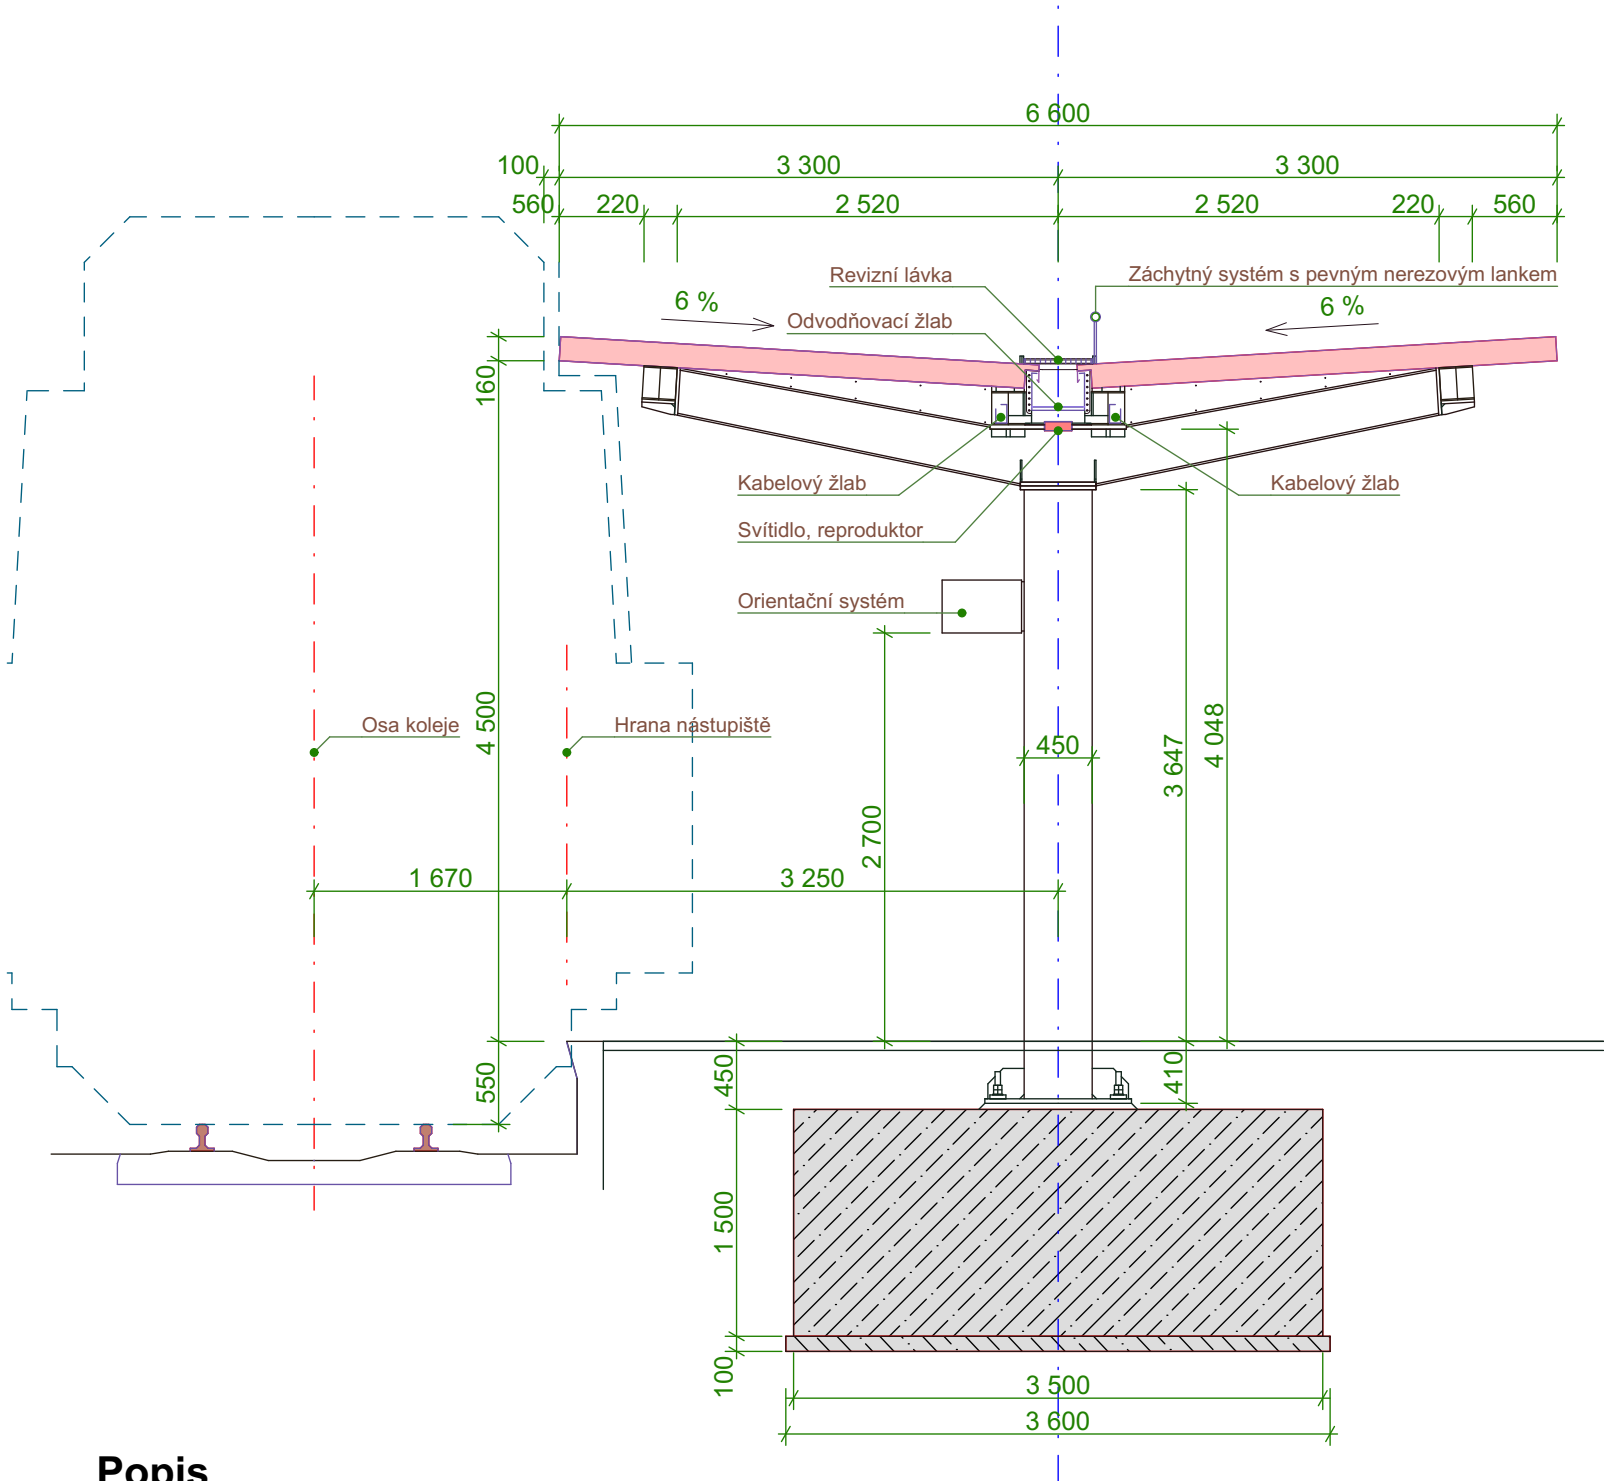 6 600
100
3 300
3 300
560
220
2 520
2 520
220
560
Revizní lávka
Záchytný systém s pevným nerezovým lankem
6 %
6 %
Odvodňovací žlab
160
Kabelový žlab
Kabelový žlab
Svítidlo, reproduktor
Orientační systém
Osa koleje
4 500
Hrana nástupiště
450
3 647
4 048
2 700
1 670
3 250
550
450
410
1 500
100
3 500
3 600
Popis